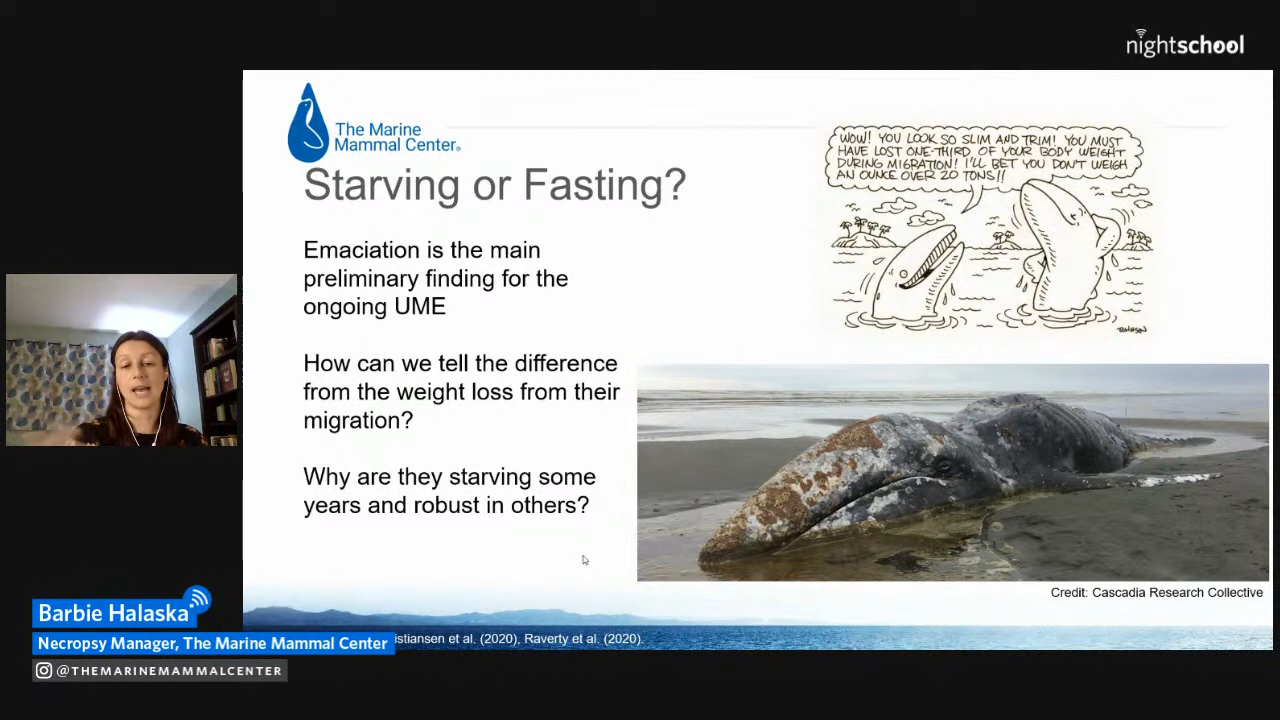 nightschool
The Marine
Mammal Center®
Starving or Fasting?
WOW! YOU LOOK SO SLIM AND TRIM! YOU MUST
HAVE LOST ONE-THIRD OF YOUR BODY WEIGHT
DURING MIGRATION! I'LL BET YOU DON'T WEIGH
AN OUNCE OVER 20 TONS!!
Emaciation is the main
preliminary finding for the
ongoing UME
How can we tell the difference
from the weight loss from their
migration?
Why are they starving some
years and robust in others?
Credit: Cascadia Research Collective
Barbie Halaska
Necropsy Manager, The Marine Mammal Center
et al. (2020), Raverty et al. (2020).
@THEMARINEMAMMALCENTER